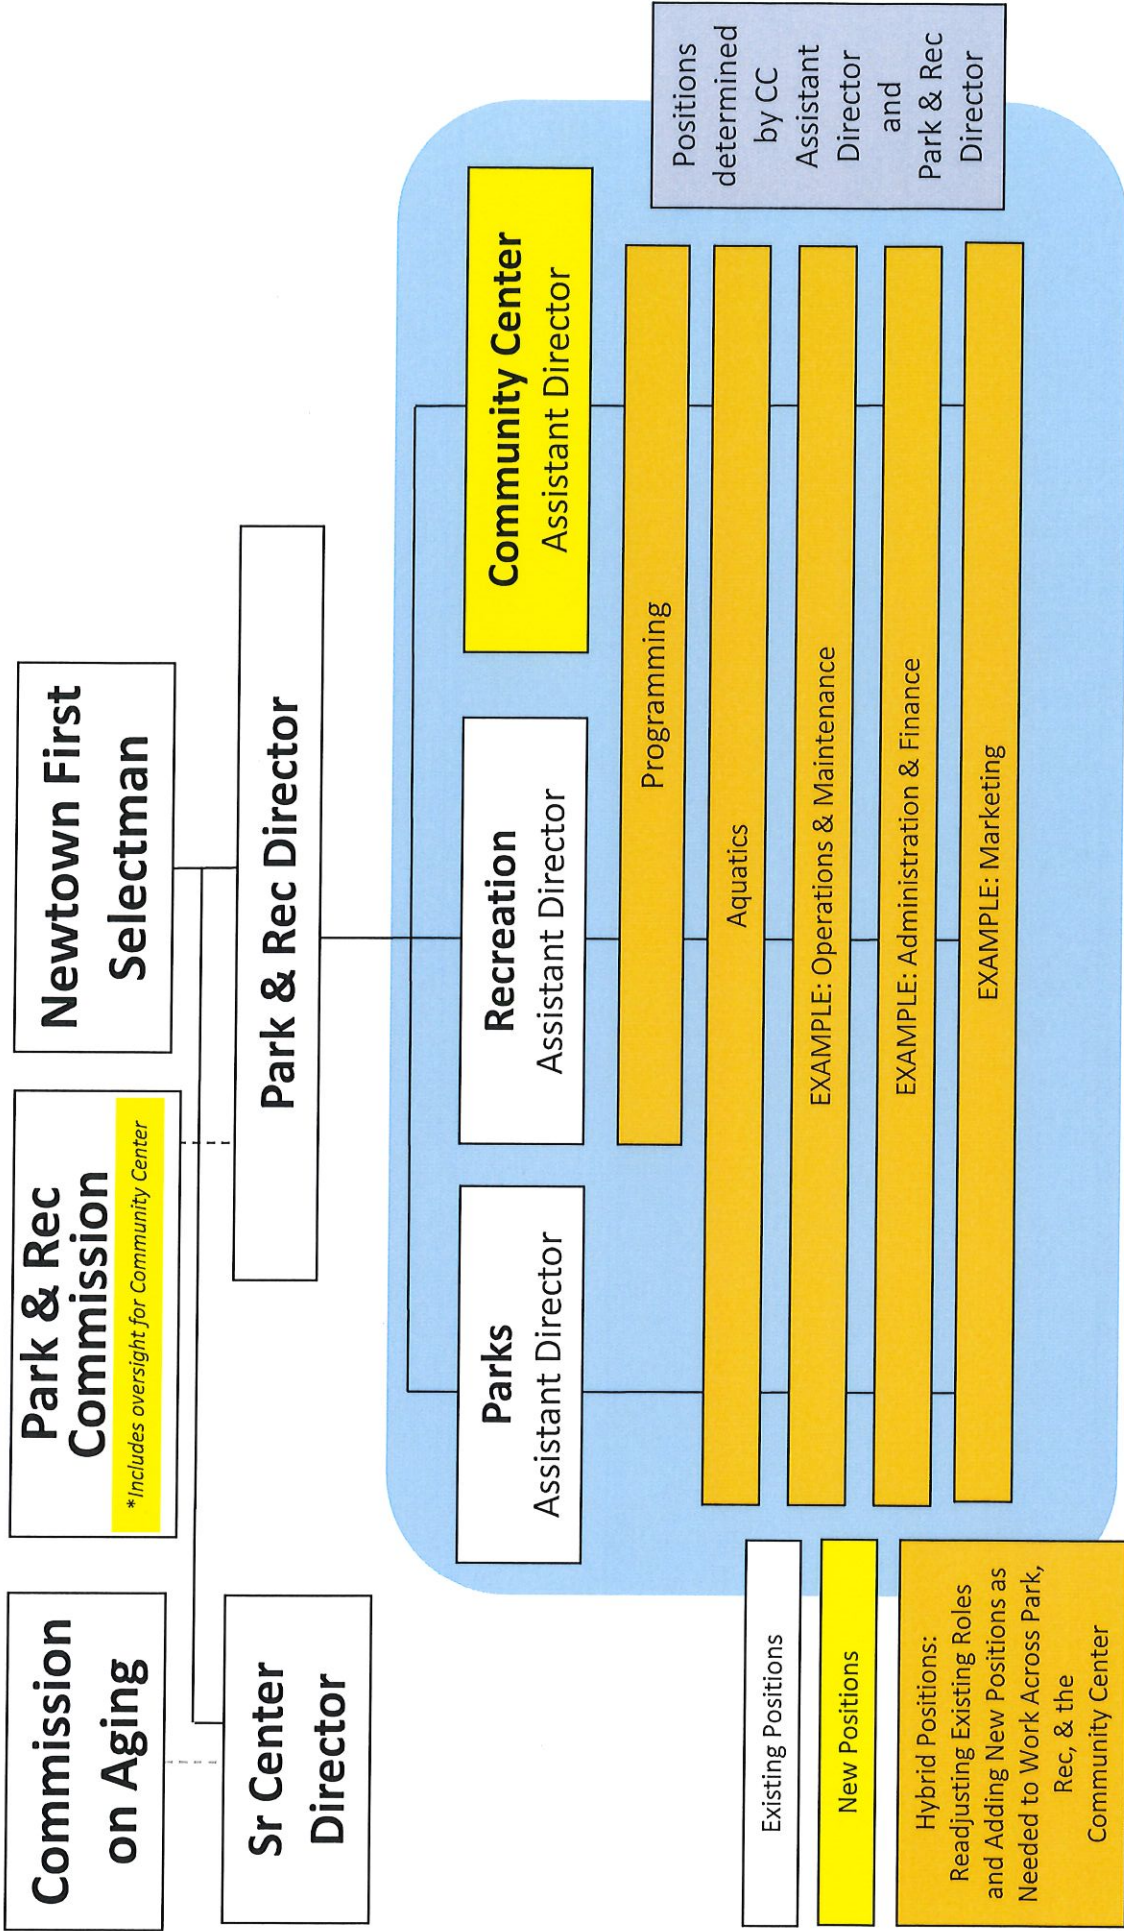 Commission
on Aging
Park & Rec
Commission
*Includes oversight for Community Center
Newtown First
Selectman
Sr Center
Director
Park & Rec Director
Parks
Assistant Director
Recreation
Assistant Director
Community Center
Assistant Director
Programming
Aquatics
EXAMPLE: Operations & Maintenance
EXAMPLE: Administration & Finance
EXAMPLE: Marketing
Positions
determined
by CC
Assistant
Director
and
Park & Rec
Director
Existing Positions
New Positions
Hybrid Positions:
Readjusting Existing Roles
and Adding New Positions as
Needed to Work Across Park,
Rec, & the
Community Center